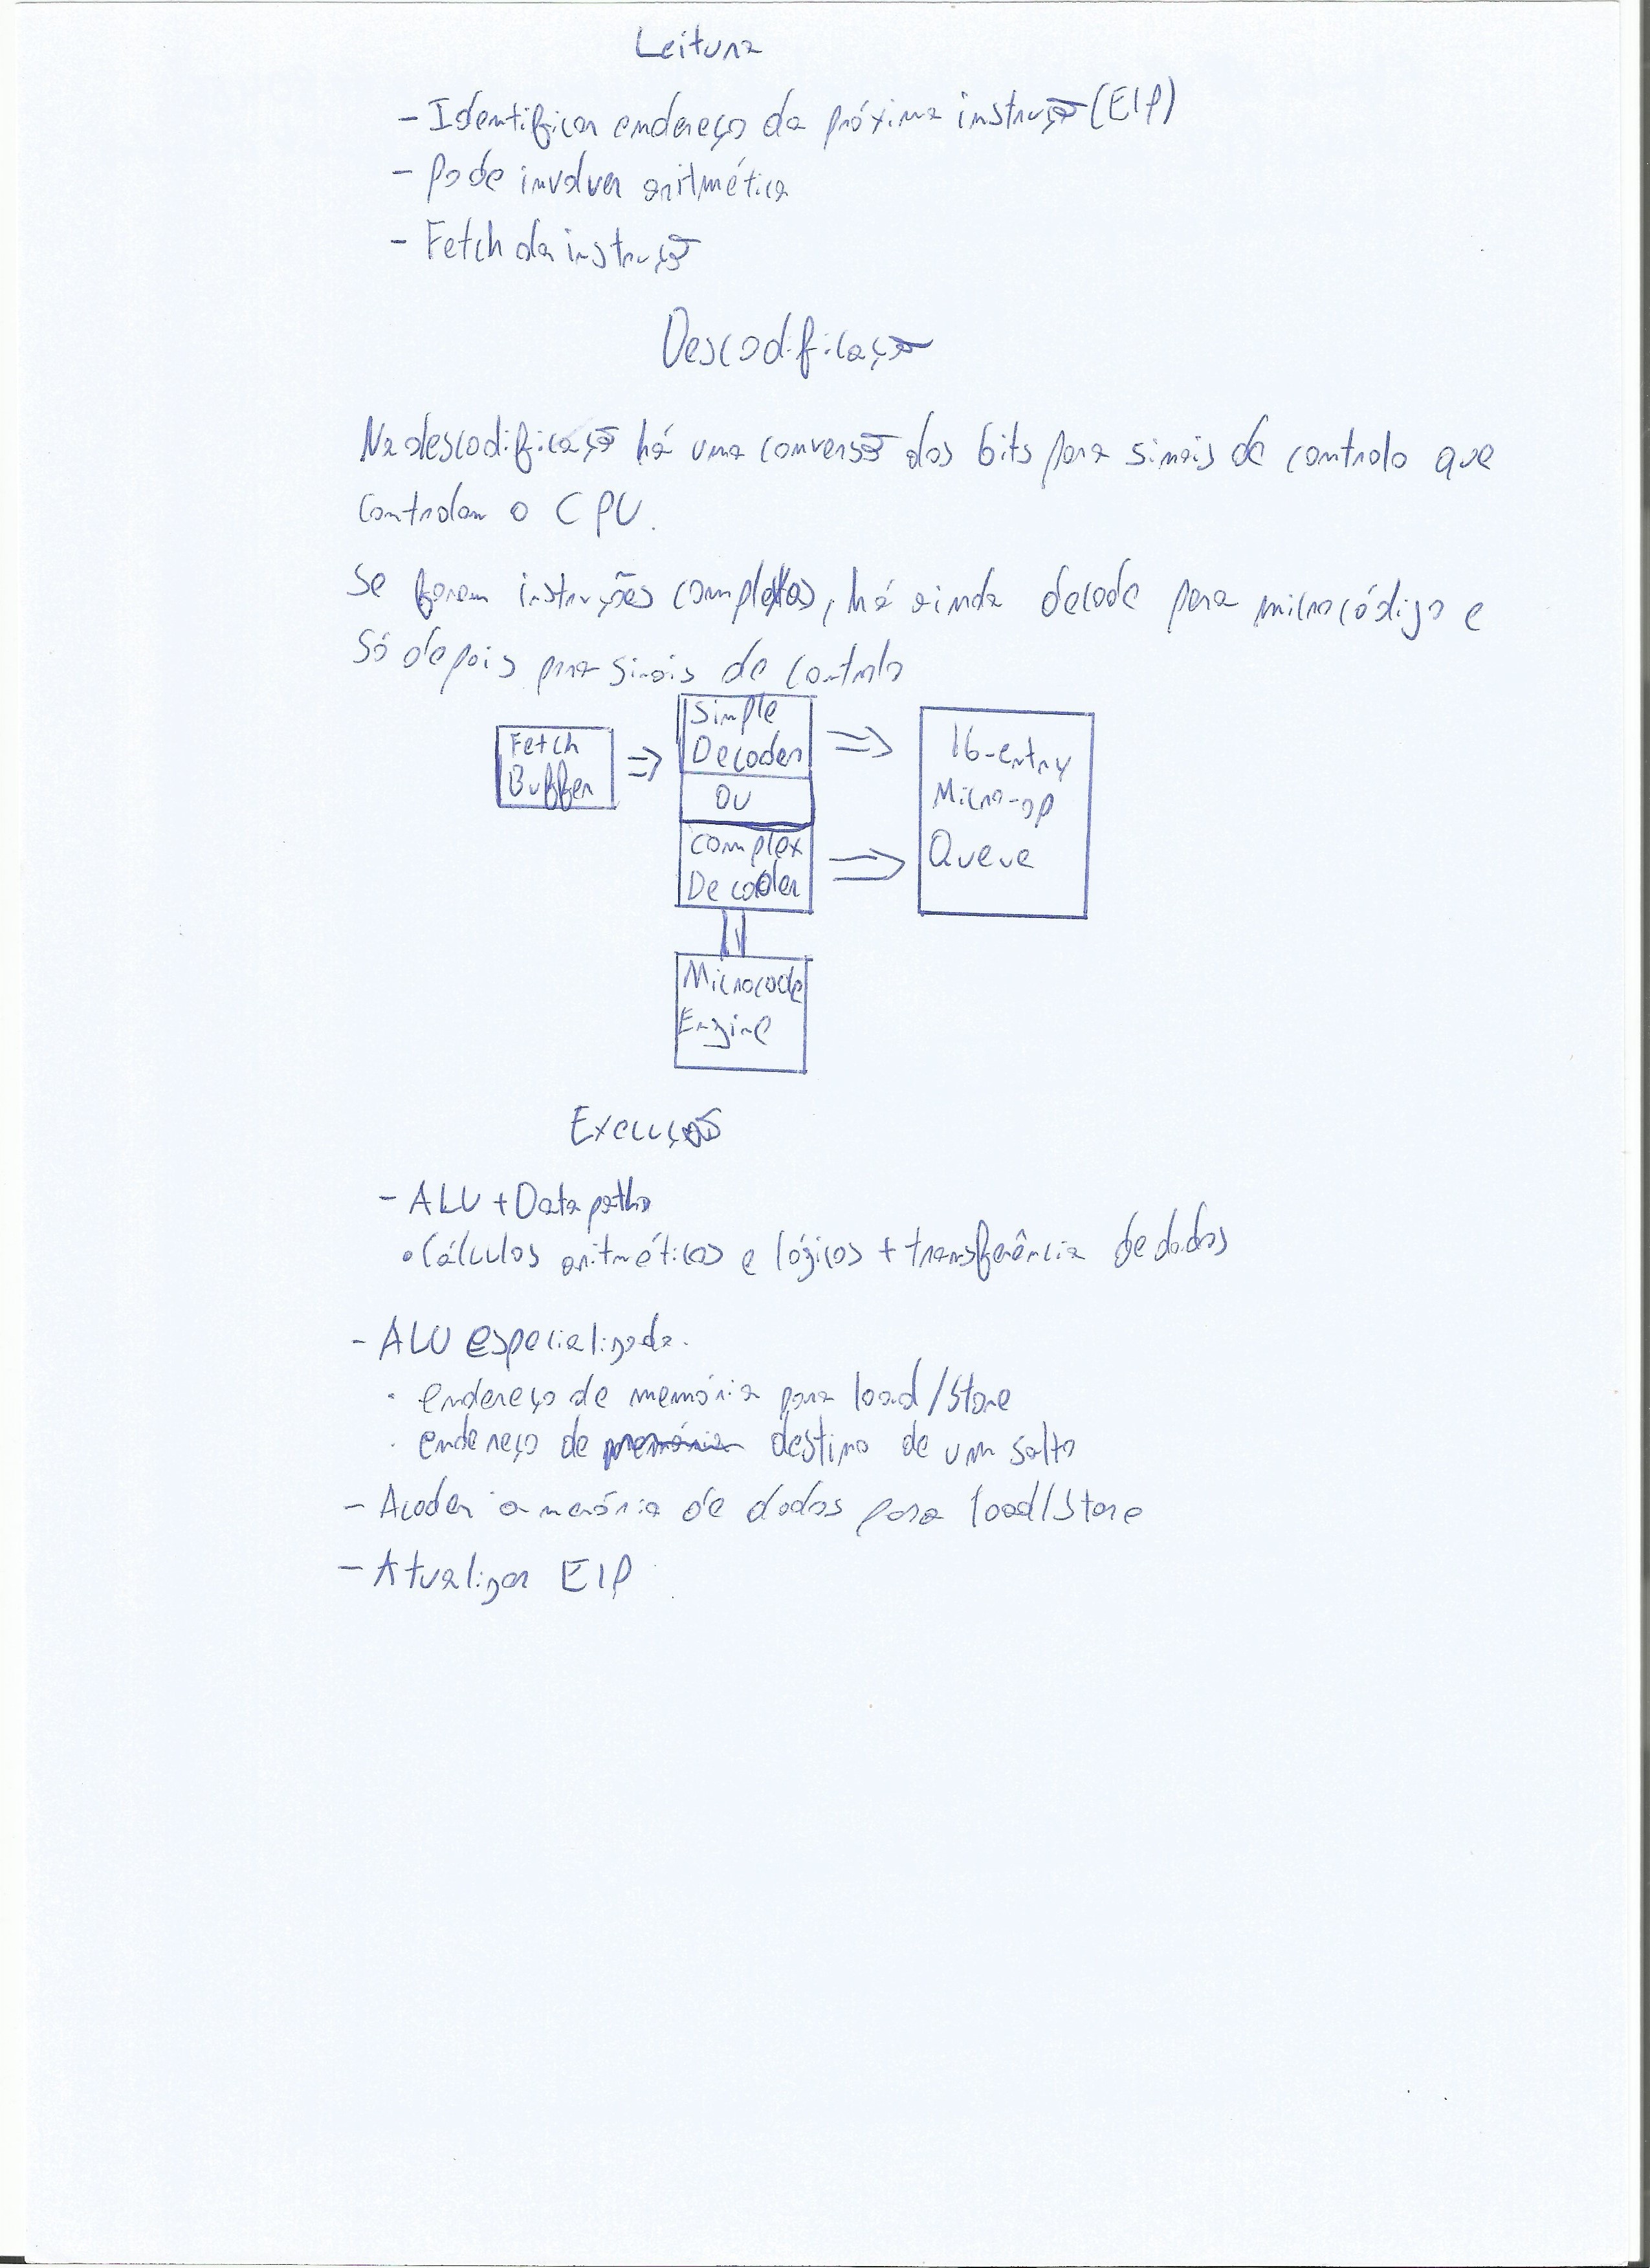 Leitura
- Identificar endereço da próxima instrução (EIP)
- Pode involver aritmética
- Fetch da instrução
Descodificação
Na descodificação há uma conversão dos bits para sinais de controlo que
controlam o CPU.
Se forem instruções complexas, há ainda decode para microcódigo e
só depois para sinais de controlo
Fetch
Buffer
⇒
Simple
Decoder
OU
Complex
Decoder
⇒
⇒
16-entry
Micro-op
Queue
Microcode
Engine
Execução
- ALU + Datapath
• Cálculos aritméticos e lógicos + transferência de dados
- ALU especializada.
· endereço de memória para load/store
· endereço de memória destino de um salto
- Aceder a memória de dados para load/store
- Atualizar EIP